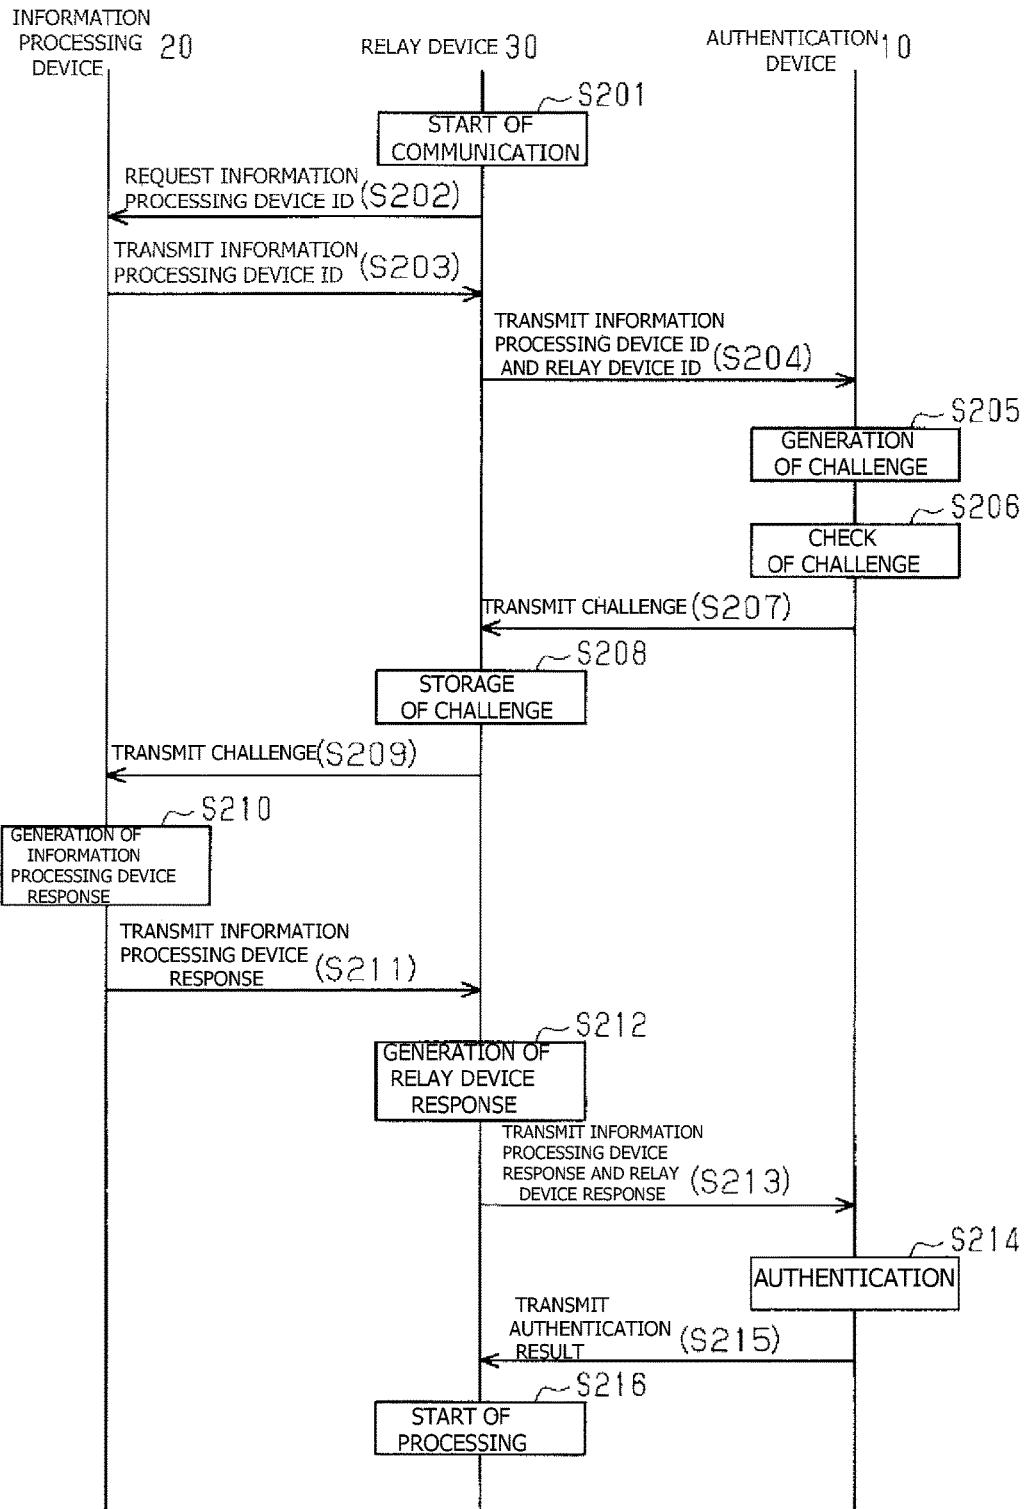 INFORMATION
PROCESSING 20
DEVICE
RELAY DEVICE 30
AUTHENTICATION 10
DEVICE
S201
START OF
COMMUNICATION
REQUEST INFORMATION
PROCESSING DEVICE ID (S202)
TRANSMIT INFORMATION
PROCESSING DEVICE ID (S203)
TRANSMIT INFORMATION
PROCESSING DEVICE ID
AND RELAY DEVICE ID (S204)
S205
GENERATION
OF CHALLENGE
S206
CHECK
OF CHALLENGE
TRANSMIT CHALLENGE (S207)
S208
STORAGE
OF CHALLENGE
TRANSMIT CHALLENGE (S209)
S210
GENERATION OF
INFORMATION
PROCESSING DEVICE
RESPONSE
TRANSMIT INFORMATION
PROCESSING DEVICE
RESPONSE (S211)
S212
GENERATION OF
RELAY DEVICE
RESPONSE
TRANSMIT INFORMATION
PROCESSING DEVICE
RESPONSE AND RELAY
DEVICE RESPONSE (S213)
S214
AUTHENTICATION
TRANSMIT
AUTHENTICATION
RESULT (S215)
S216
START OF
PROCESSING